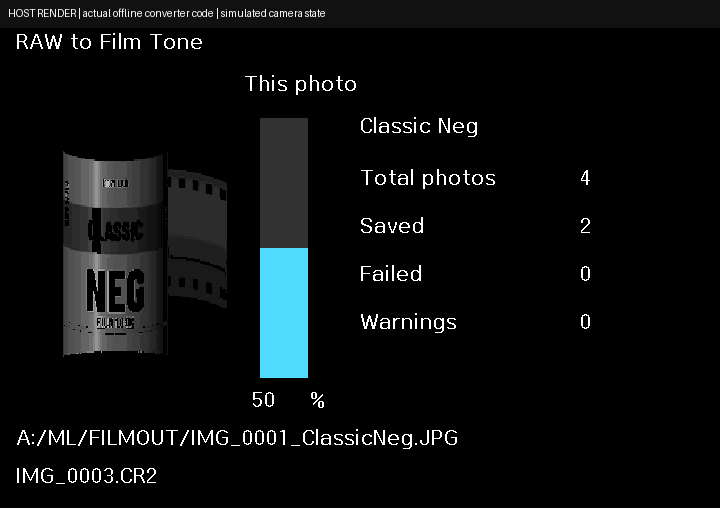 HOST RENDER | actual offline converter code | simulated camera state
RAW to Film Tone
This photo
Classic Neg
Total photos 4
Saved 2
Failed 0
Warnings 0
CLASSIC
NEG
50 %
A:/ML/FILMOUT/IMG_0001_ClassicNeg.JPG
IMG_0003.CR2